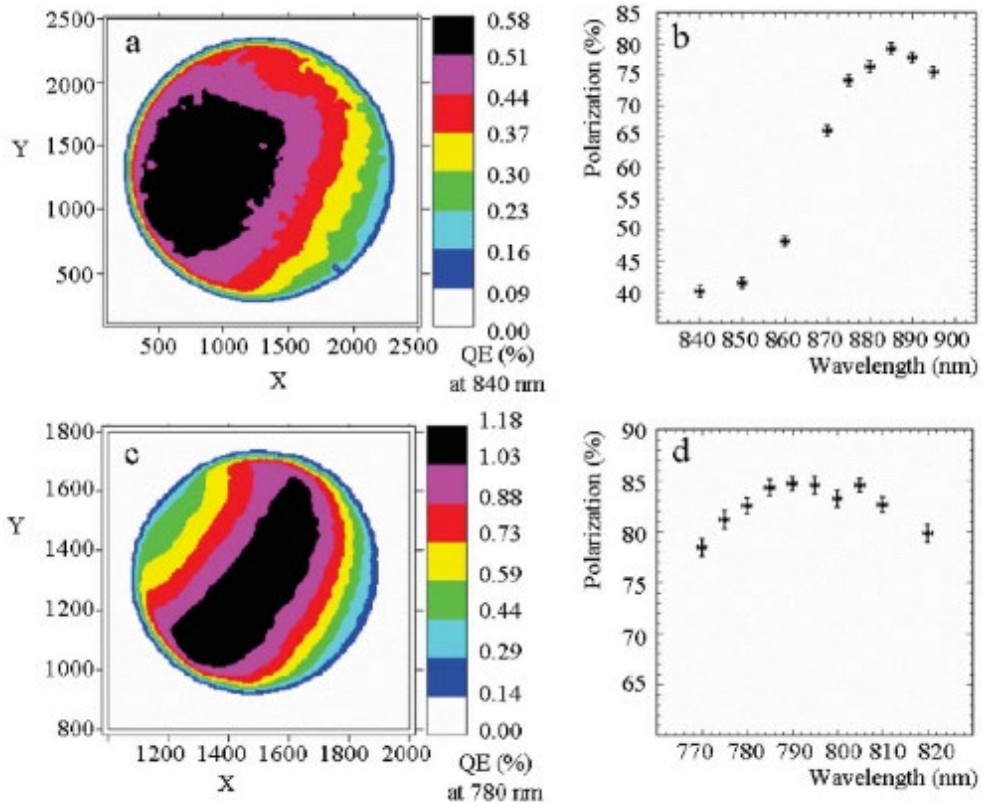 a
2500
2000
1500
1000
500
Y
500 1000 1500 2000 2500
X
0.58
0.51
0.44
0.37
0.30
0.23
0.16
0.09
0.00
QE (%)
at 840 nm
b
Polarization (%)
85
80
75
70
65
60
55
50
45
40
840 850 860 870 880 890 900
Wavelength (nm)
c
1800
1600
1400
1200
1000
800
Y
1200 1400 1600 1800 2000
X
1.18
1.03
0.88
0.73
0.59
0.44
0.29
0.14
0.00
QE (%)
at 780 nm
d
Polarization (%)
90
85
80
75
70
65
770 780 790 800 810 820
Wavelength (nm)